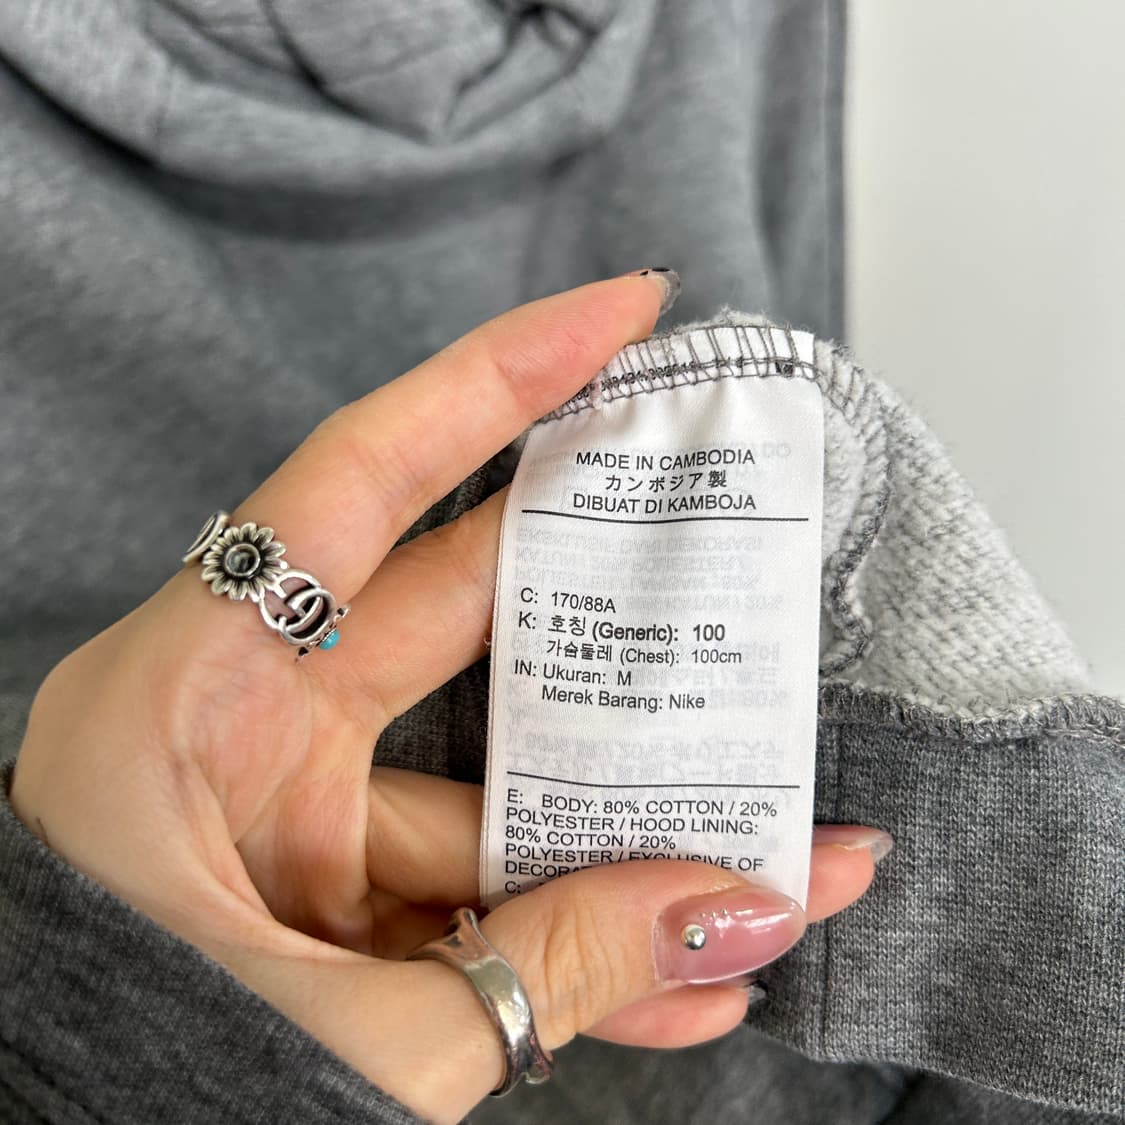 MADE IN CAMBODIA
カンボジア製
DIBUAT DI KAMBOJA
C: 170/88A
K: 호칭 (Generic): 100
가슴둘레 (Chest): 100cm
IN: Ukuran: M
Merek Barang: Nike
E: BODY: 80% COTTON / 20%
POLYESTER / HOOD LINING:
80% COTTON / 20%
POLYESTER / EXCLUSIVE OF
C: